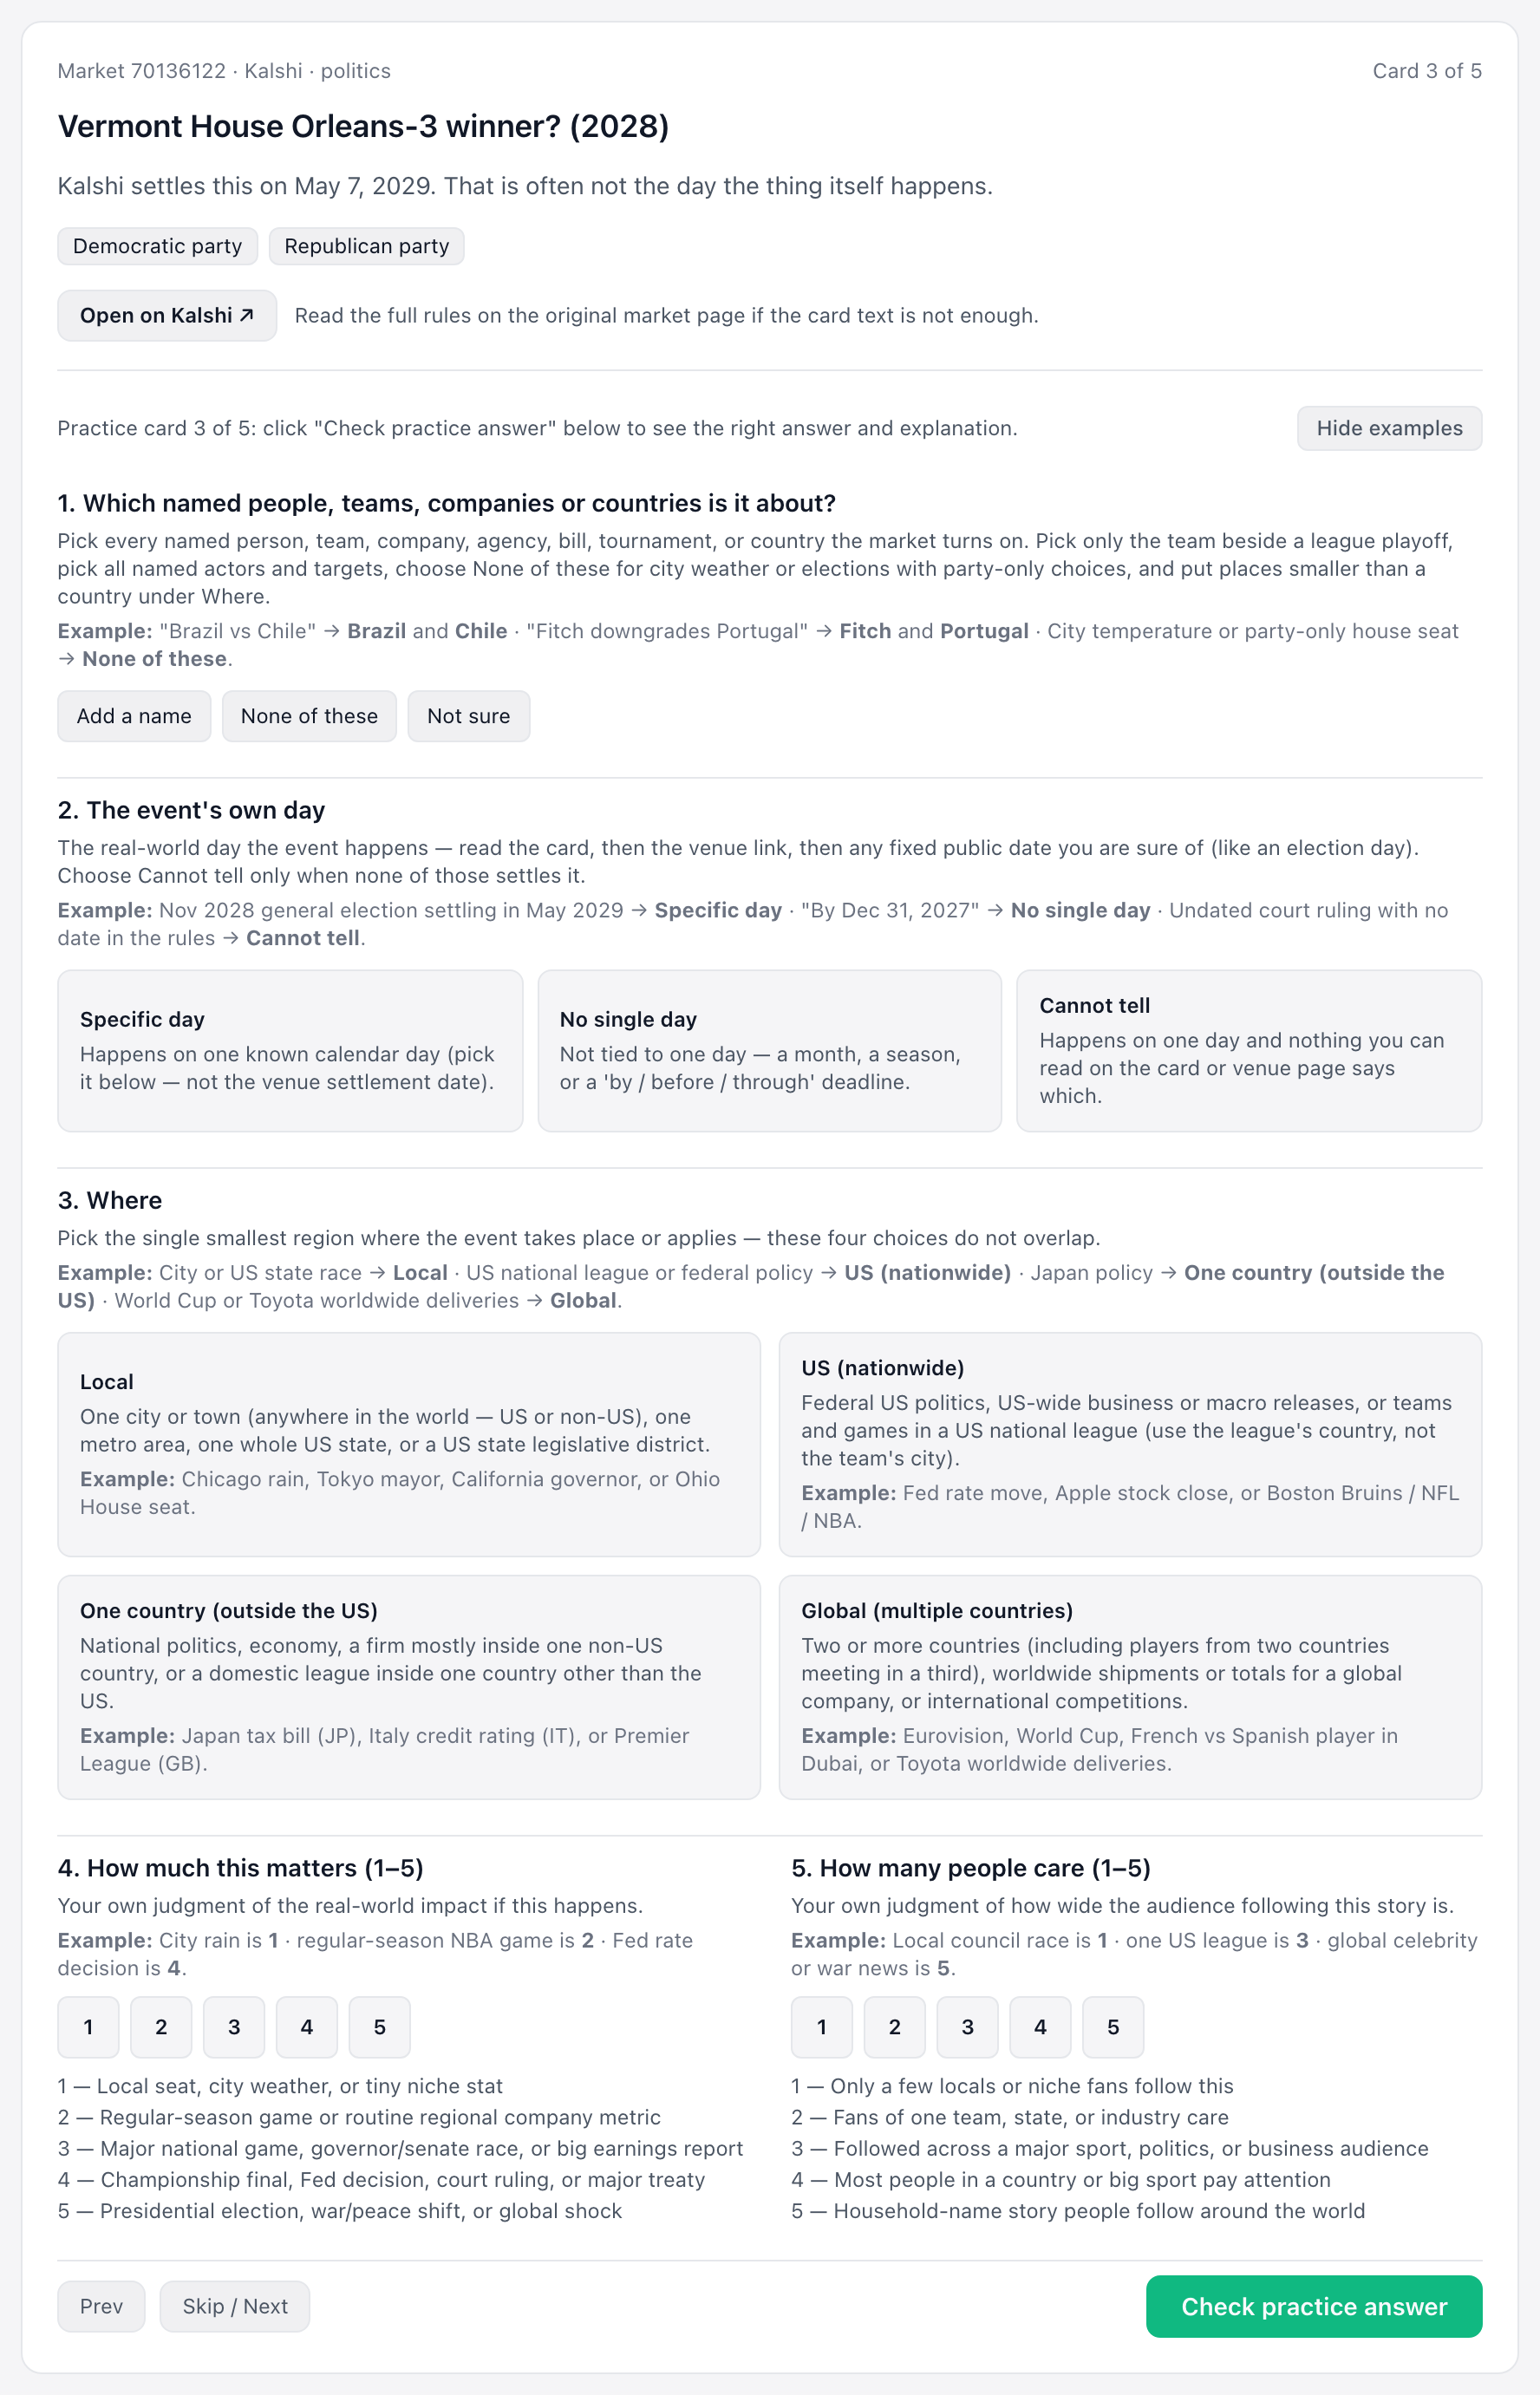 Market 70136122 · Kalshi · politics
Card 3 of 5
Vermont House Orleans-3 winner? (2028)
Kalshi settles this on May 7, 2029. That is often not the day the thing itself happens.
Democratic party
Republican party
Open on Kalshi ↗
Read the full rules on the original market page if the card text is not enough.
Practice card 3 of 5: click "Check practice answer" below to see the right answer and explanation.
Hide examples
1. Which named people, teams, companies or countries is it about?
Pick every named person, team, company, agency, bill, tournament, or country the market turns on. Pick only the team beside a league playoff,
pick all named actors and targets, choose None of these for city weather or elections with party-only choices, and put places smaller than a
country under Where.
Example: "Brazil vs Chile" → Brazil and Chile · "Fitch downgrades Portugal" → Fitch and Portugal · City temperature or party-only house seat
→ None of these.
Add a name
None of these
Not sure
2. The event's own day
The real-world day the event happens — read the card, then the venue link, then any fixed public date you are sure of (like an election day).
Choose Cannot tell only when none of those settles it.
Example: Nov 2028 general election settling in May 2029 → Specific day · "By Dec 31, 2027" → No single day · Undated court ruling with no
date in the rules → Cannot tell.
Specific day
Happens on one known calendar day (pick
it below — not the venue settlement date).
No single day
Not tied to one day — a month, a season,
or a 'by / before / through' deadline.
Cannot tell
Happens on one day and nothing you can
read on the card or venue page says
which.
3. Where
Pick the single smallest region where the event takes place or applies — these four choices do not overlap.
Example: City or US state race → Local · US national league or federal policy → US (nationwide) · Japan policy → One country (outside the
US) · World Cup or Toyota worldwide deliveries → Global.
Local
One city or town (anywhere in the world — US or non-US), one
metro area, one whole US state, or a US state legislative district.
Example: Chicago rain, Tokyo mayor, California governor, or Ohio
House seat.
US (nationwide)
Federal US politics, US-wide business or macro releases, or teams
and games in a US national league (use the league's country, not
the team's city).
Example: Fed rate move, Apple stock close, or Boston Bruins / NFL
/ NBA.
One country (outside the US)
National politics, economy, a firm mostly inside one non-US
country, or a domestic league inside one country other than the
US.
Example: Japan tax bill (JP), Italy credit rating (IT), or Premier
League (GB).
Global (multiple countries)
Two or more countries (including players from two countries
meeting in a third), worldwide shipments or totals for a global
company, or international competitions.
Example: Eurovision, World Cup, French vs Spanish player in
Dubai, or Toyota worldwide deliveries.
4. How much this matters (1–5)
Your own judgment of the real-world impact if this happens.
Example: City rain is 1 · regular-season NBA game is 2 · Fed rate
decision is 4.
1 2 3 4 5
1 — Local seat, city weather, or tiny niche stat
2 — Regular-season game or routine regional company metric
3 — Major national game, governor/senate race, or big earnings report
4 — Championship final, Fed decision, court ruling, or major treaty
5 — Presidential election, war/peace shift, or global shock
5. How many people care (1–5)
Your own judgment of how wide the audience following this story is.
Example: Local council race is 1 · one US league is 3 · global celebrity
or war news is 5.
1 2 3 4 5
1 — Only a few locals or niche fans follow this
2 — Fans of one team, state, or industry care
3 — Followed across a major sport, politics, or business audience
4 — Most people in a country or big sport pay attention
5 — Household-name story people follow around the world
Prev
Skip / Next
Check practice answer